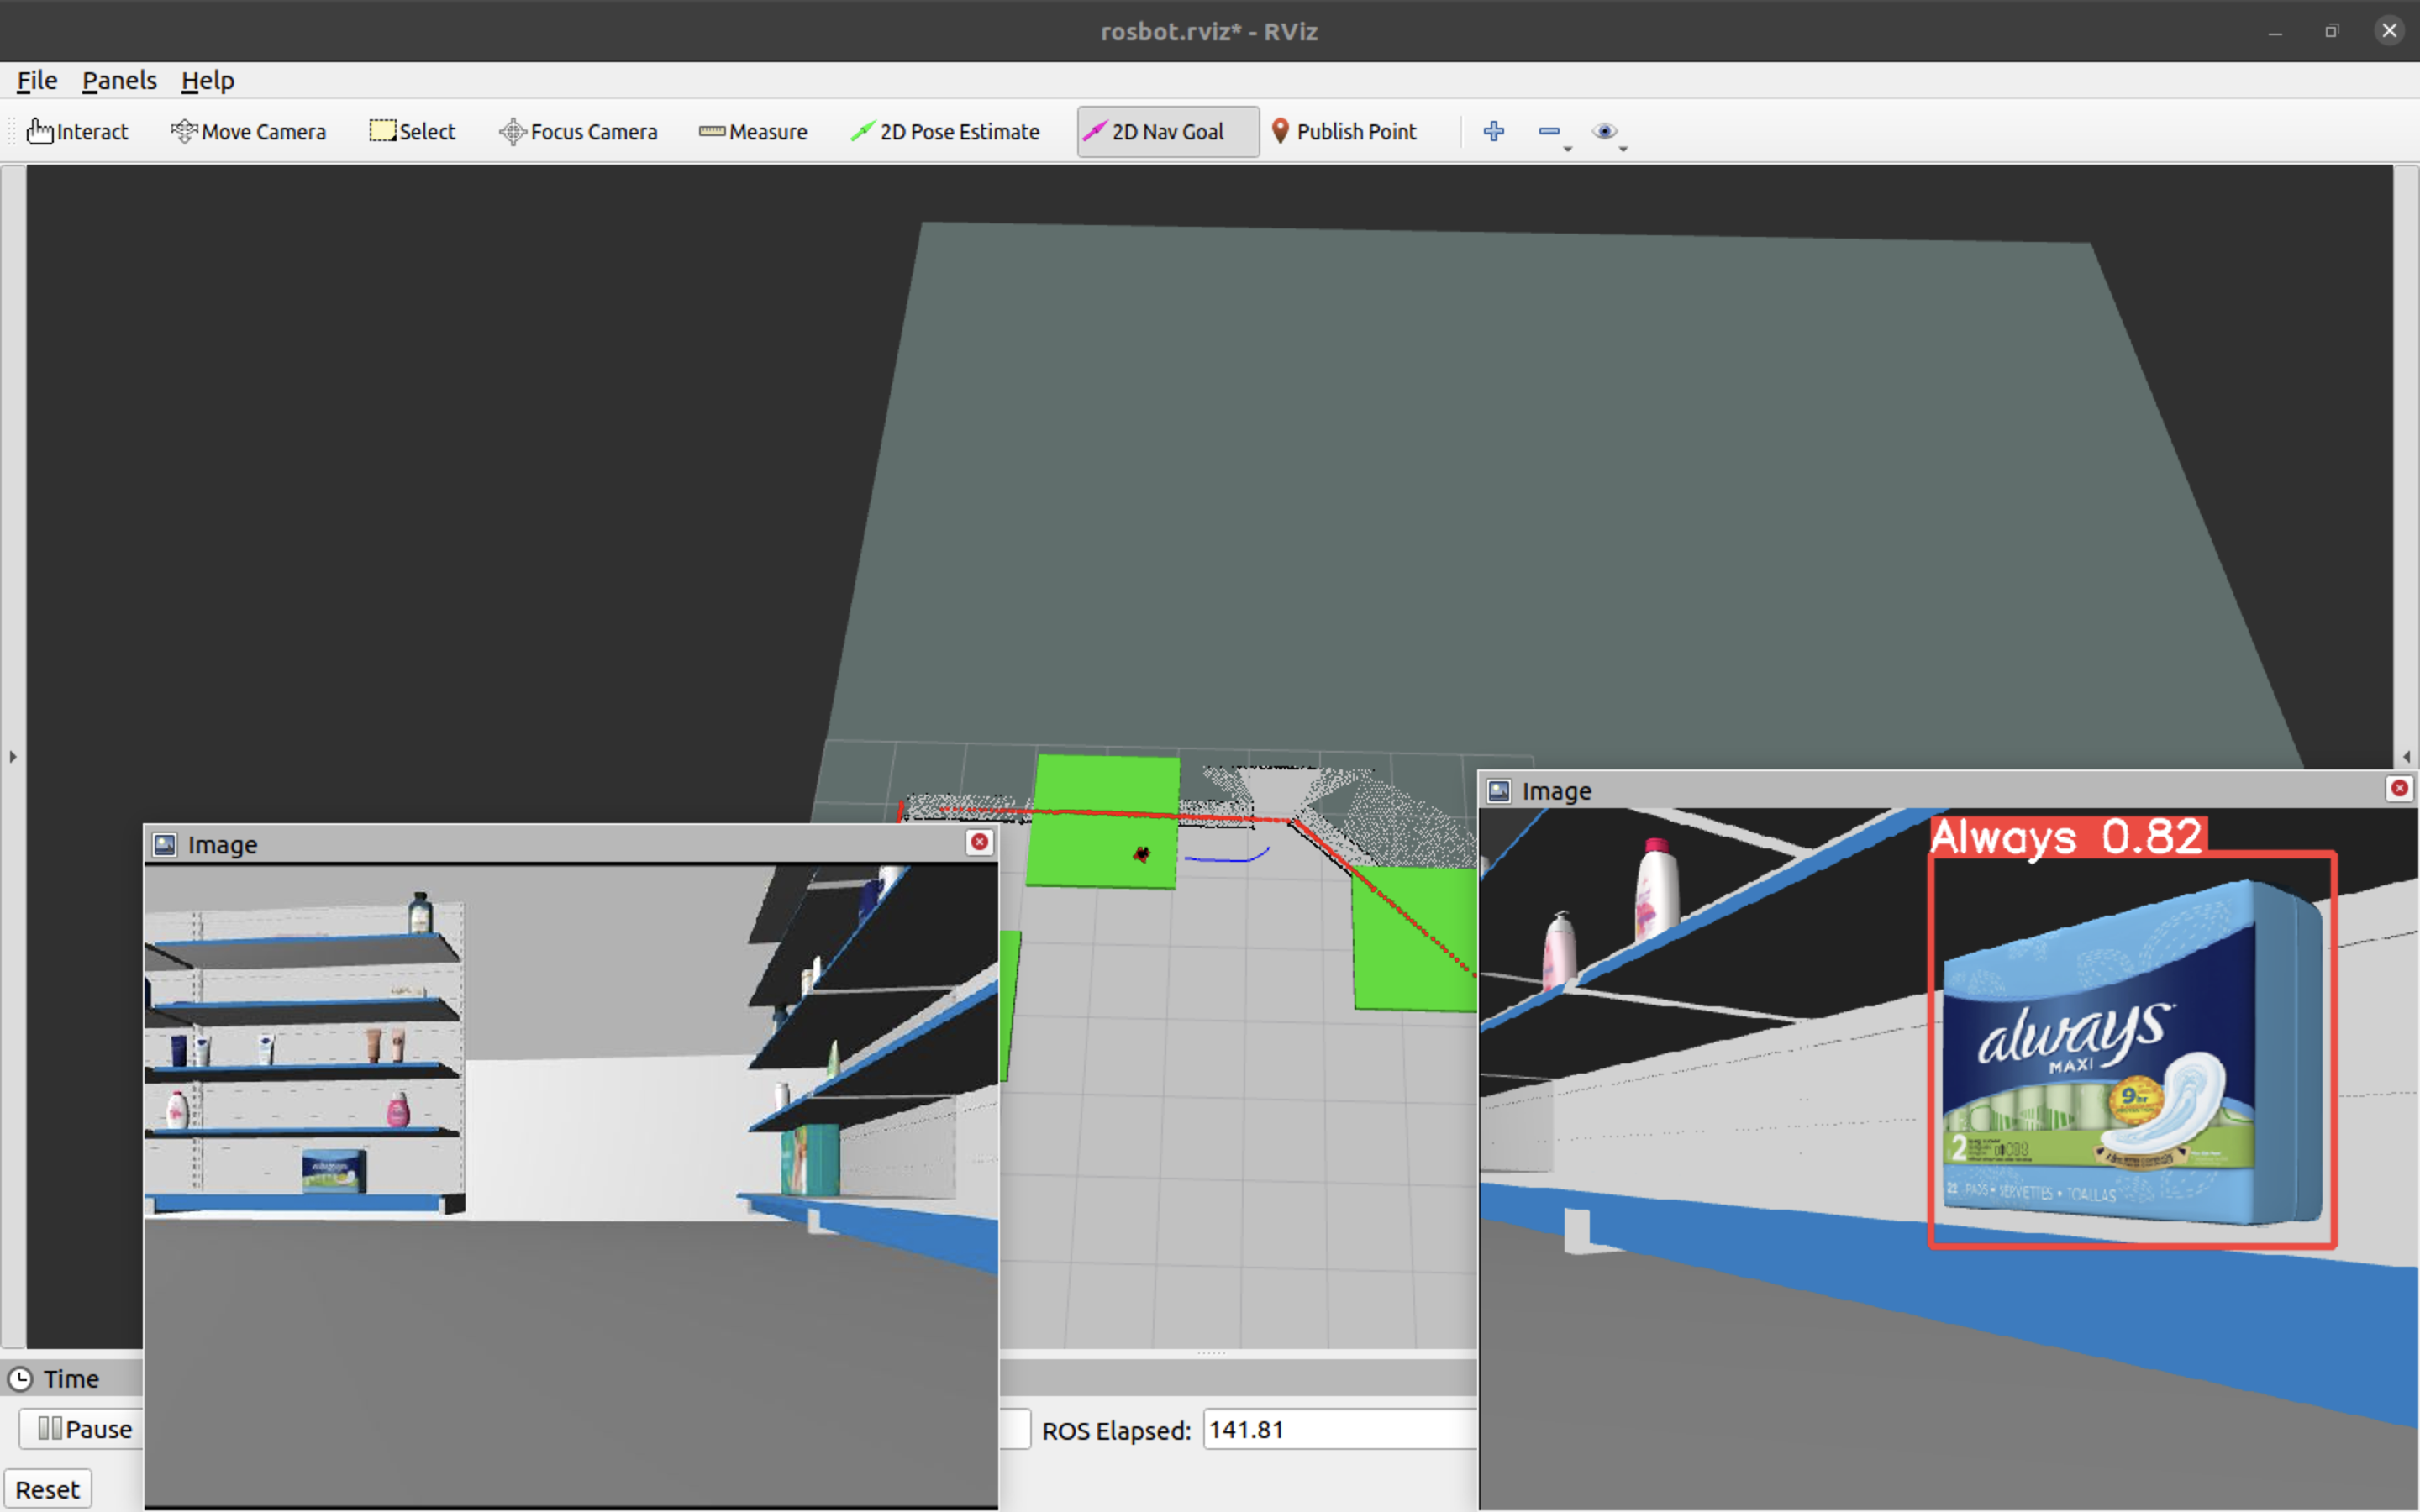 rosbot.rviz* - RViz
File Panels Help
Interact Move Camera Select Focus Camera Measure 2D Pose Estimate 2D Nav Goal Publish Point
Image
Image
Always 0.82
always
MAXI
9hr
2
PADS • SERVIETTES • TOALLAS
always
Time
Pause
ROS Elapsed: 141.81
Reset